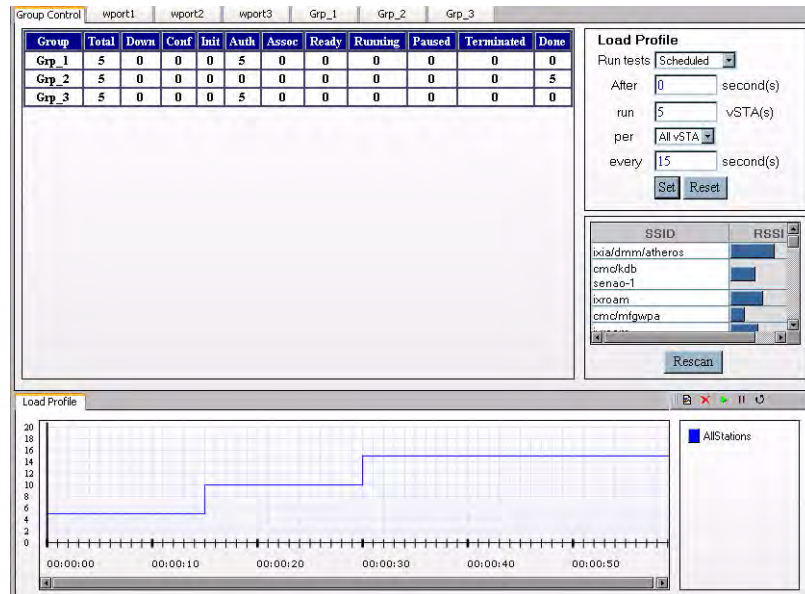 Group Control wport1 wport2 wport3 Grp_1 Grp_2 Grp_3
Group Total Down Conf Init Auth Assoc Ready Running Paused Terminated Done
Grp_1 5 0 0 0 5 0 0 0 0 0 0
Grp_2 5 0 0 0 0 0 0 0 0 0 5
Grp_3 5 0 0 0 5 0 0 0 0 0 0
Load Profile
Run tests Scheduled
After 0 second(s)
run 5 vSTA(s)
per All vSTA
every 15 second(s)
Set Reset
SSID RSSI
ixia/dmm/atheros
cmc/kdb
senao-1
ixroam
cmc/mfgwpa
Rescan
Load Profile
20
18
16
14
12
10
8
6
4
2
0
00:00:00 00:00:10 00:00:20 00:00:30 00:00:40 00:00:50
AllStations